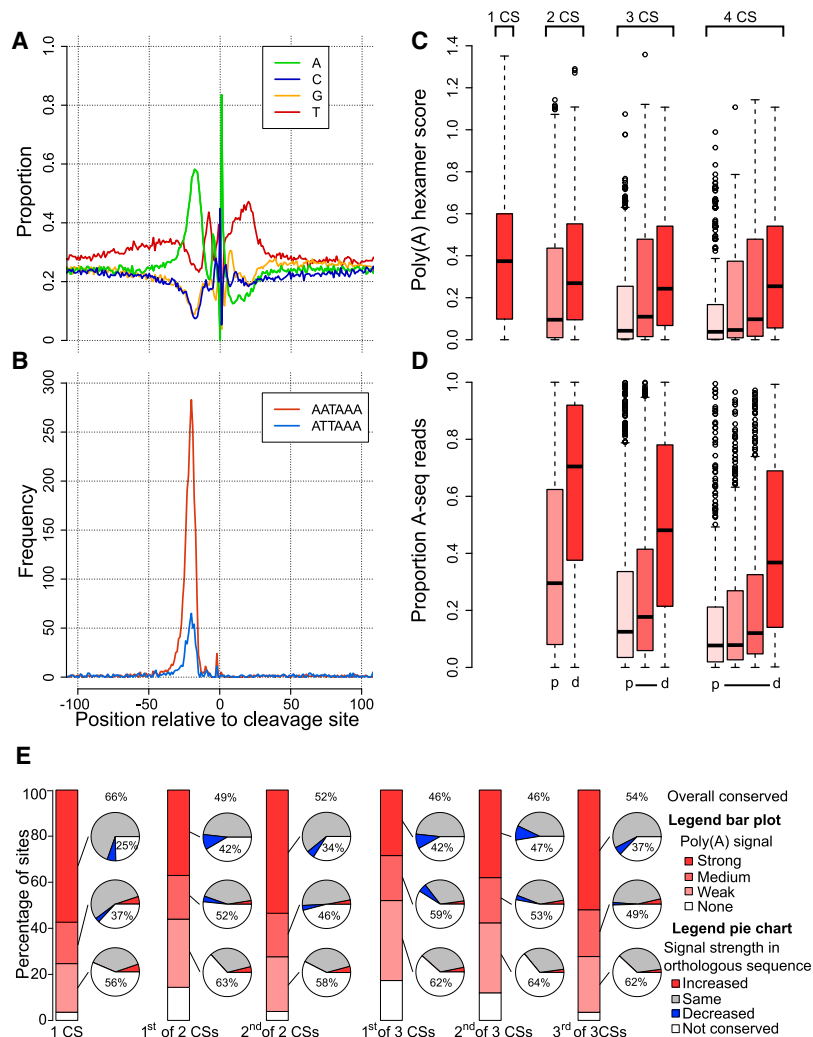 A
Proportion
1.0
0.8
0.6
0.4
0.2
0
A
C
G
T
B
Frequency
300
250
200
150
100
50
0
AATAAA
ATTAAA
-100
-50
0
50
100
Position relative to cleavage site
1 CS
2 CS
3 CS
4 CS
C
Poly(A) hexamer score
1.4
1.2
1.0
0.8
0.6
0.4
0.2
0.0
D
Proportion A-seq reads
1.0
0.8
0.6
0.4
0.2
0.0
p d
p d
p d
E
Percentage of sites
100
80
60
40
20
0
66%
49%
52%
46%
46%
54%
Overall conserved
25%
42%
34%
42%
47%
37%
37%
52%
46%
59%
53%
49%
56%
63%
58%
62%
64%
62%
1 CS
1st of 2 CSs
2nd of 2 CSs
1st of 3 CSs
2nd of 3 CSs
3rd of 3CSs
Legend bar plot
Poly(A) signal
Strong
Medium
Weak
None
Legend pie chart
Signal strength in
orthologous sequence
Increased
Same
Decreased
Not conserved